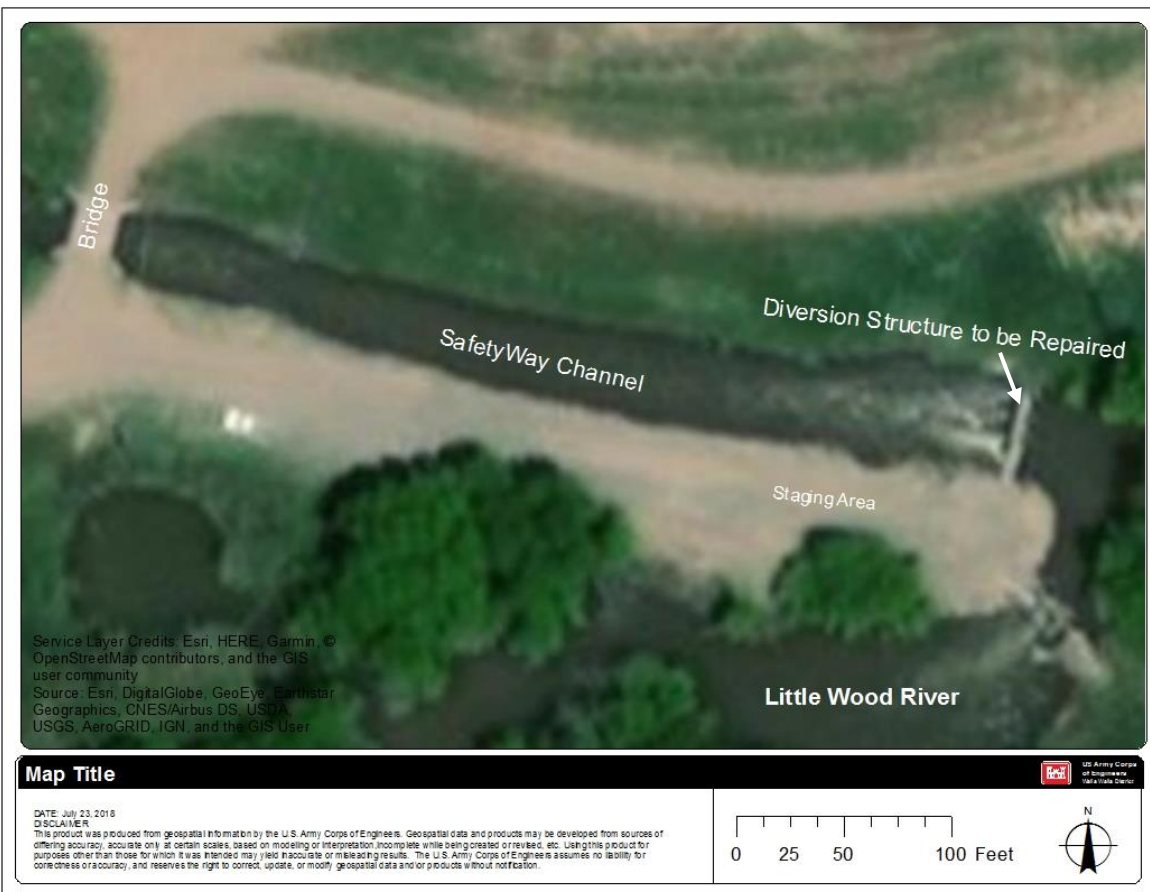 Bridge
Diversion Structure to be Repaired
SafetyWay Channel
Staging Area
Service Layer Credits: Esri, HERE, Garmin, ©
OpenStreetMap contributors, and the GIS
user community
Source: Esri, DigitalGlobe, GeoEye, Earthstar
Geographics, CNES/Airbus DS, USDA,
USGS, AeroGRID, IGN, and the GIS User
Little Wood River
Map Title
US Army Corps
of Engineers
Walla Walla District
DATE: July 23, 2018
DISCLAIMER
This product was produced from geospatial information by the U.S. Army Corps of Engineers. Geospatial data and products may be developed from sources of
differing accuracy, accurate only at certain scales, based on modeling or interpretation, incomplete while being created or revised, etc. Using this product for
purposes other than those for which it was intended may yield inaccurate or misleading results. The U.S. Army Corps of Engineers assumes no liability for
correctness or accuracy, and reserves the right to correct, update, or modify geospatial data and/or products without notification.
0 25 50 100 Feet
N